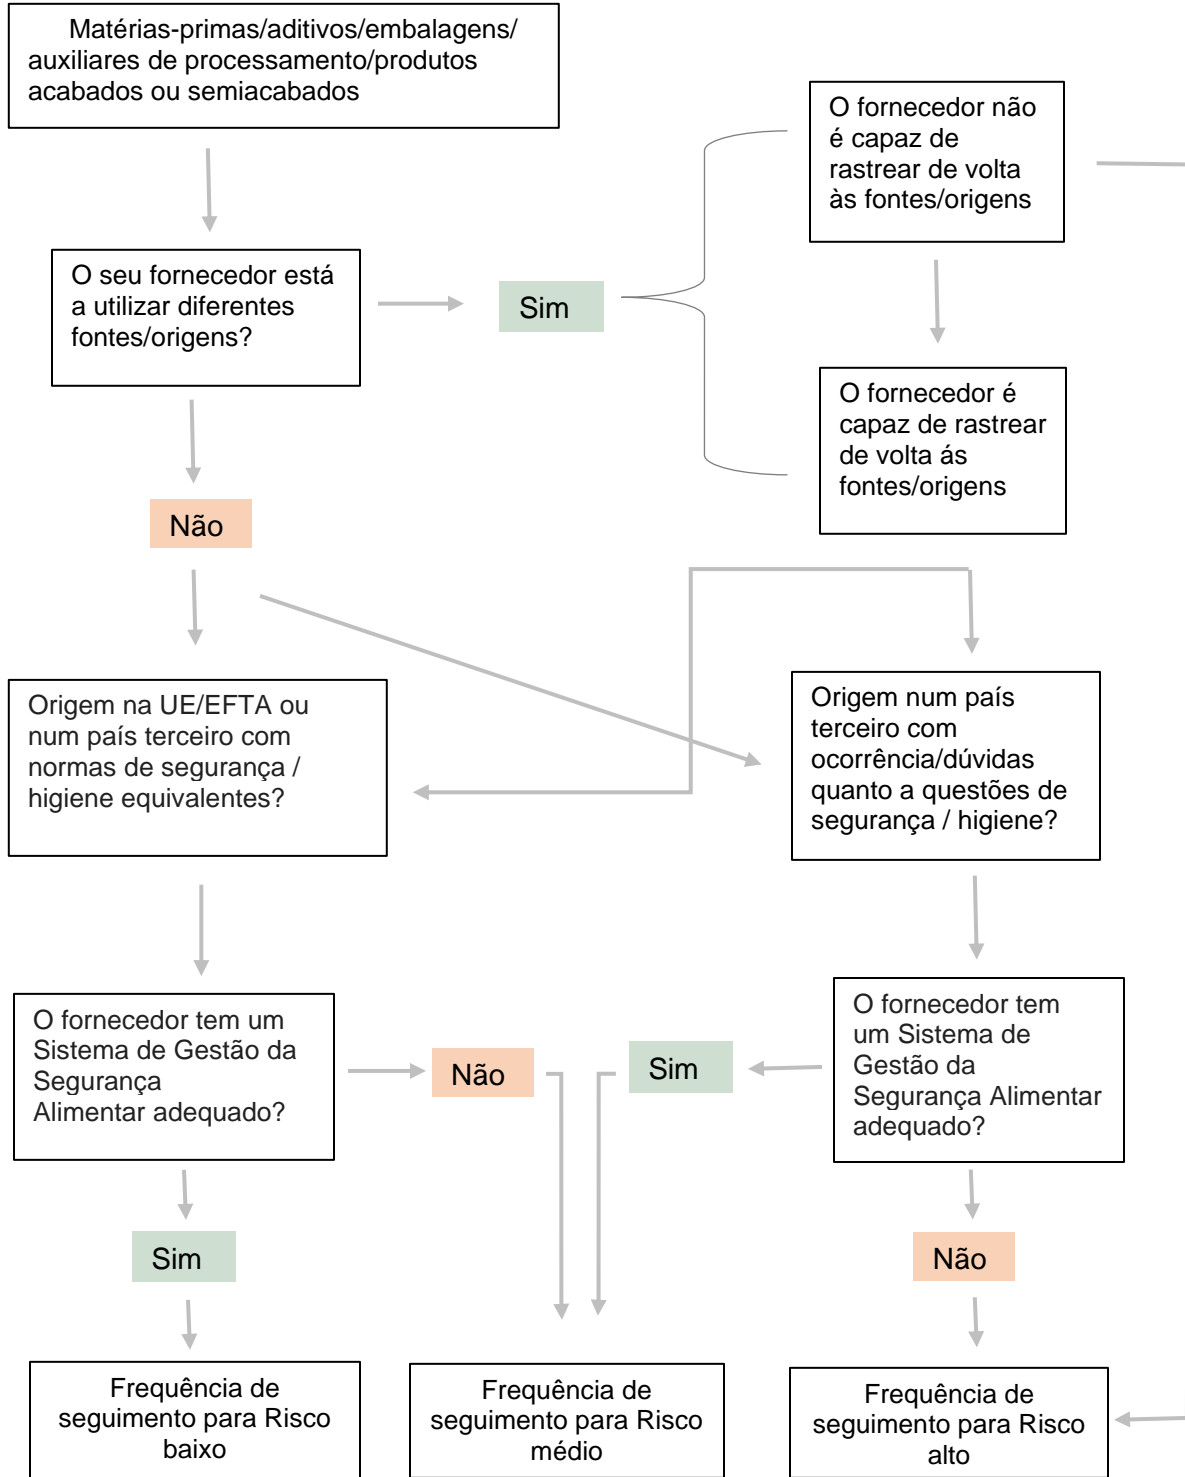 Matérias-primas/aditivos/embalagens/
auxiliares de processamento/produtos
acabados ou semiacabados
O fornecedor não
é capaz de
rastrear de volta
às fontes/origens
O seu fornecedor está
a utilizar diferentes
fontes/origens?
Sim
O fornecedor é
capaz de rastrear
de volta ás
fontes/origens
Não
Origem na UE/EFTA ou
num país terceiro com
normas de segurança /
higiene equivalentes?
Origem num país
terceiro com
ocorrência/dúvidas
quanto a questões de
segurança / higiene?
O fornecedor tem um
Sistema de Gestão da
Segurança
Alimentar adequado?
Não
Sim
O fornecedor tem
um Sistema de
Gestão da
Segurança Alimentar
adequado?
Sim
Não
Frequência de
seguimento para Risco
baixo
Frequência de
seguimento para Risco
médio
Frequência de
seguimento para Risco
alto